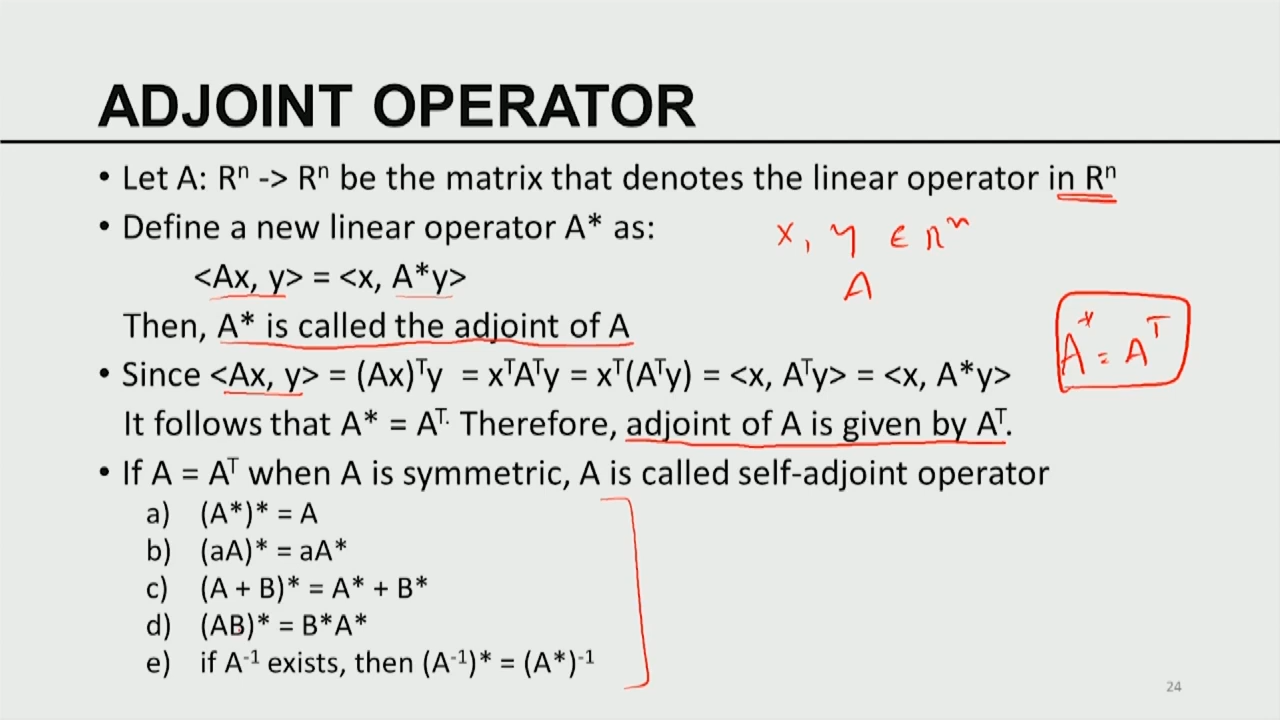 ADJOINT OPERATOR
• Let A: Rⁿ -> Rⁿ be the matrix that denotes the linear operator in Rⁿ
• Define a new linear operator A* as:
x, y ∈ Rⁿ
<Ax, y> = <x, A*y>
A
Then, A* is called the adjoint of A
A* = Aᵀ
• Since <Ax, y> = (Ax)ᵀy = xᵀAᵀy = xᵀ(Aᵀy) = <x, Aᵀy> = <x, A*y>
It follows that A* = Aᵀ. Therefore, adjoint of A is given by Aᵀ.
• If A = Aᵀ when A is symmetric, A is called self-adjoint operator
a) (A*)* = A
b) (aA)* = aA*
c) (A + B)* = A* + B*
d) (AB)* = B*A*
e) if A⁻¹ exists, then (A⁻¹)* = (A*)⁻¹
24